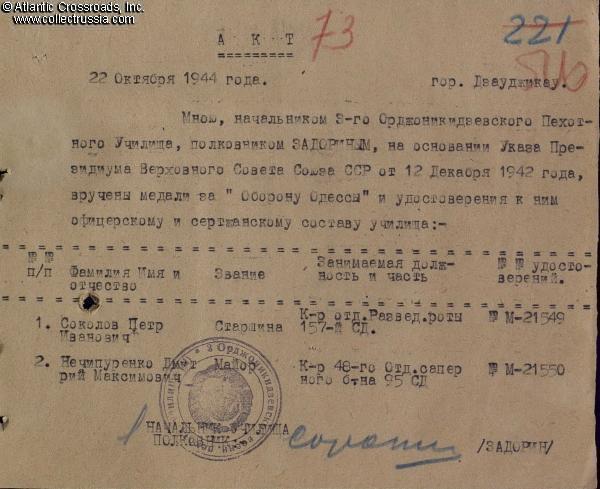 © Atlantic Crossroads, Inc.
www.collectrussia.com
А К Т
73
221
22 Октября 1944 года. гор. Дзауджикау.
Мною, начальником 3-го Орджоникидзевского Пехот-
ного Училища, полковником ЗАДОРИНЫМ, на основании Указа Пре-
зидиума Верховного Совета Союза ССР от 12 Декабря 1942 года,
вручены медали за " Оборону Одессы" и удостоверения к ним
офицерскому и сержанскому составу училища:-
№№ п/п Фамилия Имя и отчество Звание Занимаемая долж- ность и часть №№ удосто- верений.
1. Соколов Петр Старшина К-р отд.Развед.роты № М-21549
Иванович 157-й СД.
2. Нечипуренко Дмит Майор К-р 48-го Отд.сапер № М-21550
рий Максимович ного б-на 95 СД
НАЧАЛЬНИК УЧИЛИЩА
ПОЛКОВНИК /ЗАДОРИН/